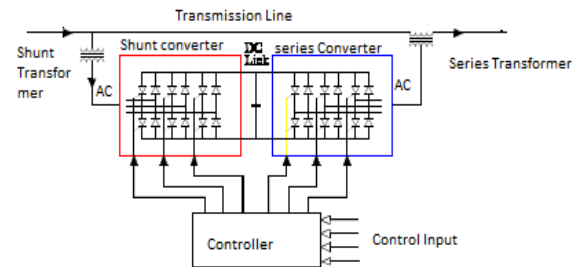 Transmission Line
Shunt
Transfor
mer
Shunt converter
DC
Link
series Converter
Series Transformer
AC
AC
Controller
Control Input